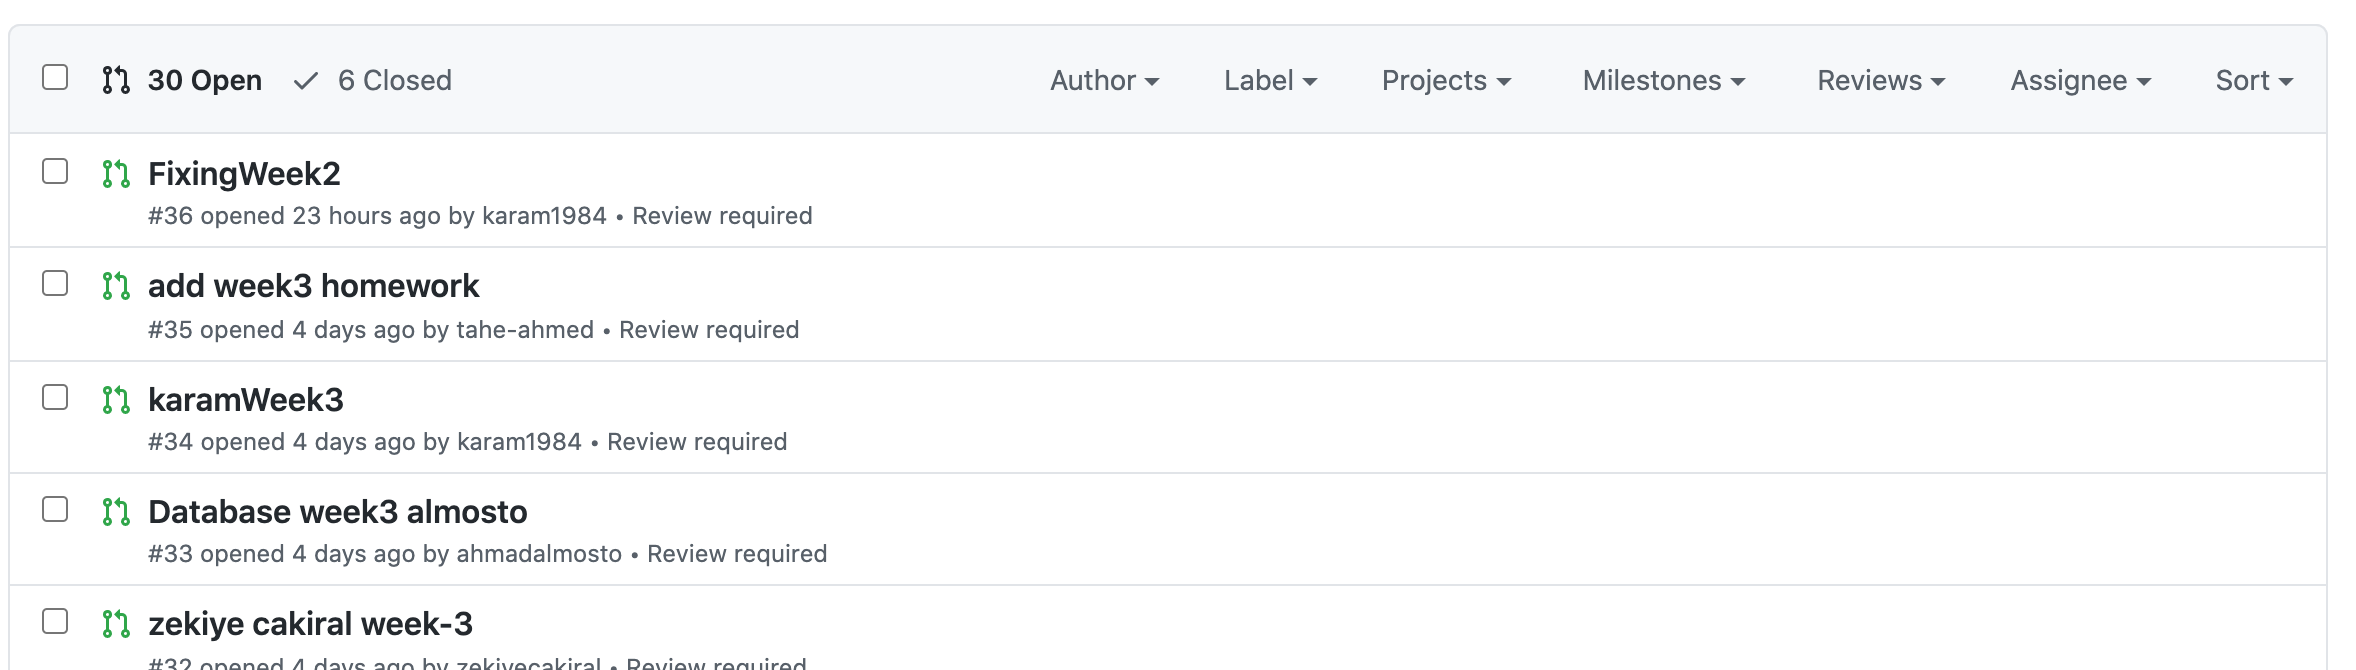 30 Open 6 Closed Author Label Projects Milestones Reviews Assignee Sort
FixingWeek2
#36 opened 23 hours ago by karam1984 • Review required
add week3 homework
#35 opened 4 days ago by tahe-ahmed • Review required
karamWeek3
#34 opened 4 days ago by karam1984 • Review required
Database week3 almosto
#33 opened 4 days ago by ahmadalmosto • Review required
zekiye cakiral week-3
#32 opened 4 days ago by zekiyecakiral • Review required